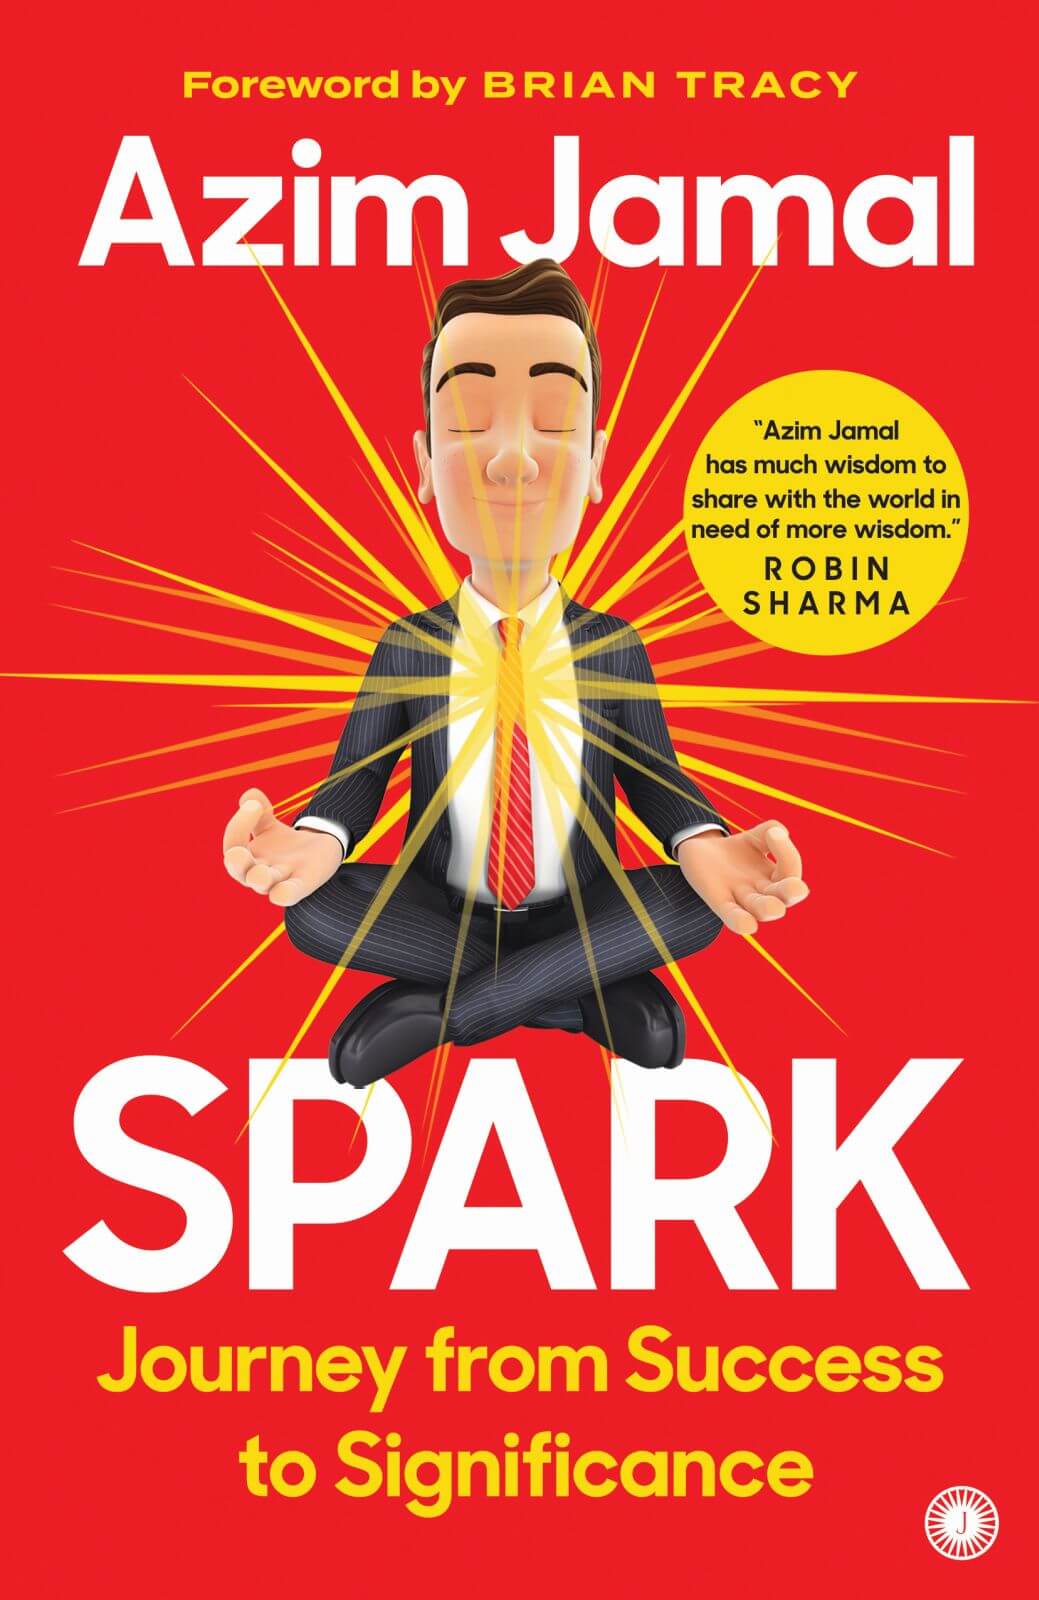 Foreword by BRIAN TRACY
Azim Jamal
“Azim Jamal
has much wisdom to
share with the world in
need of more wisdom.”
ROBIN
SHARMA
SPARK
Journey from Success
to Significance
J